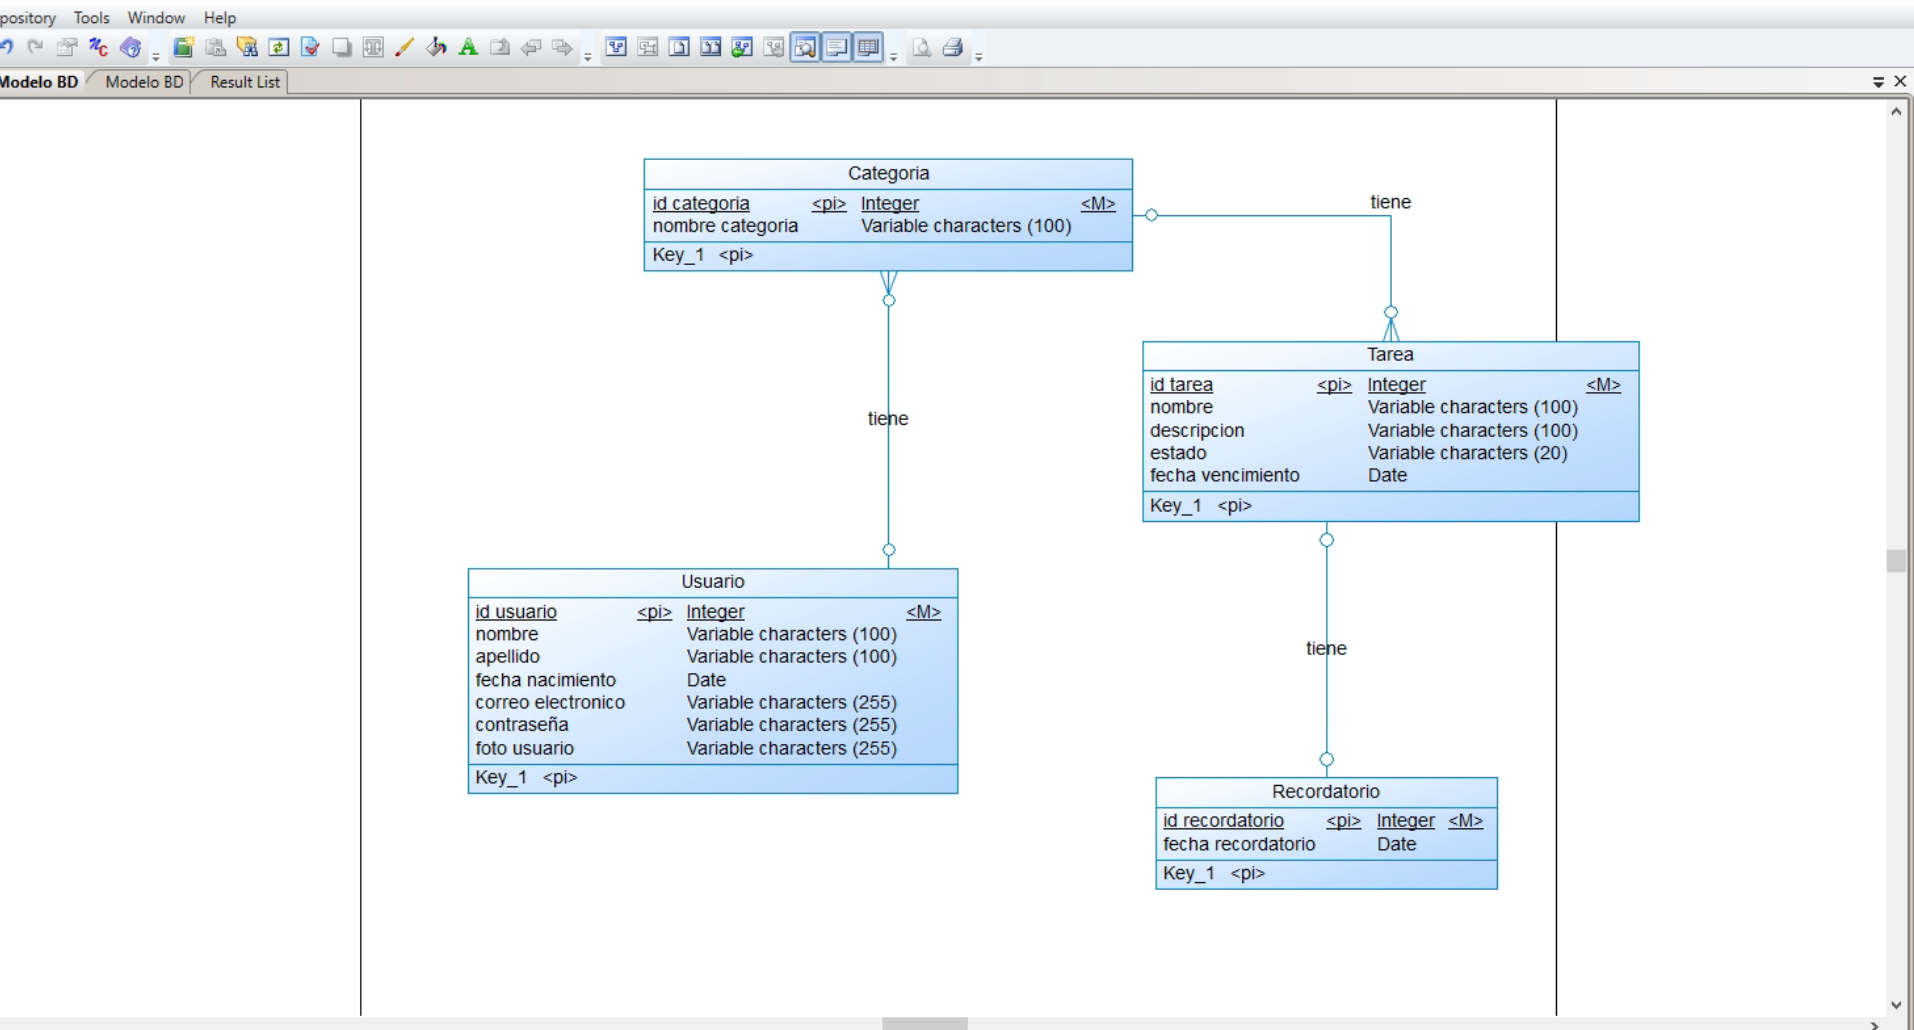 pository Tools Window Help
Modelo BD Modelo BD Result List
Categoria
id categoria <pi> Integer <M>
nombre categoria Variable characters (100)
Key_1 <pi>
tiene
Tarea
id tarea <pi> Integer <M>
nombre Variable characters (100)
descripcion Variable characters (100)
estado Variable characters (20)
fecha vencimiento Date
Key_1 <pi>
tiene
Usuario
id usuario <pi> Integer <M>
nombre Variable characters (100)
apellido Variable characters (100)
fecha nacimiento Date
correo electronico Variable characters (255)
contraseña Variable characters (255)
foto usuario Variable characters (255)
Key_1 <pi>
tiene
Recordatorio
id recordatorio <pi> Integer <M>
fecha recordatorio Date
Key_1 <pi>